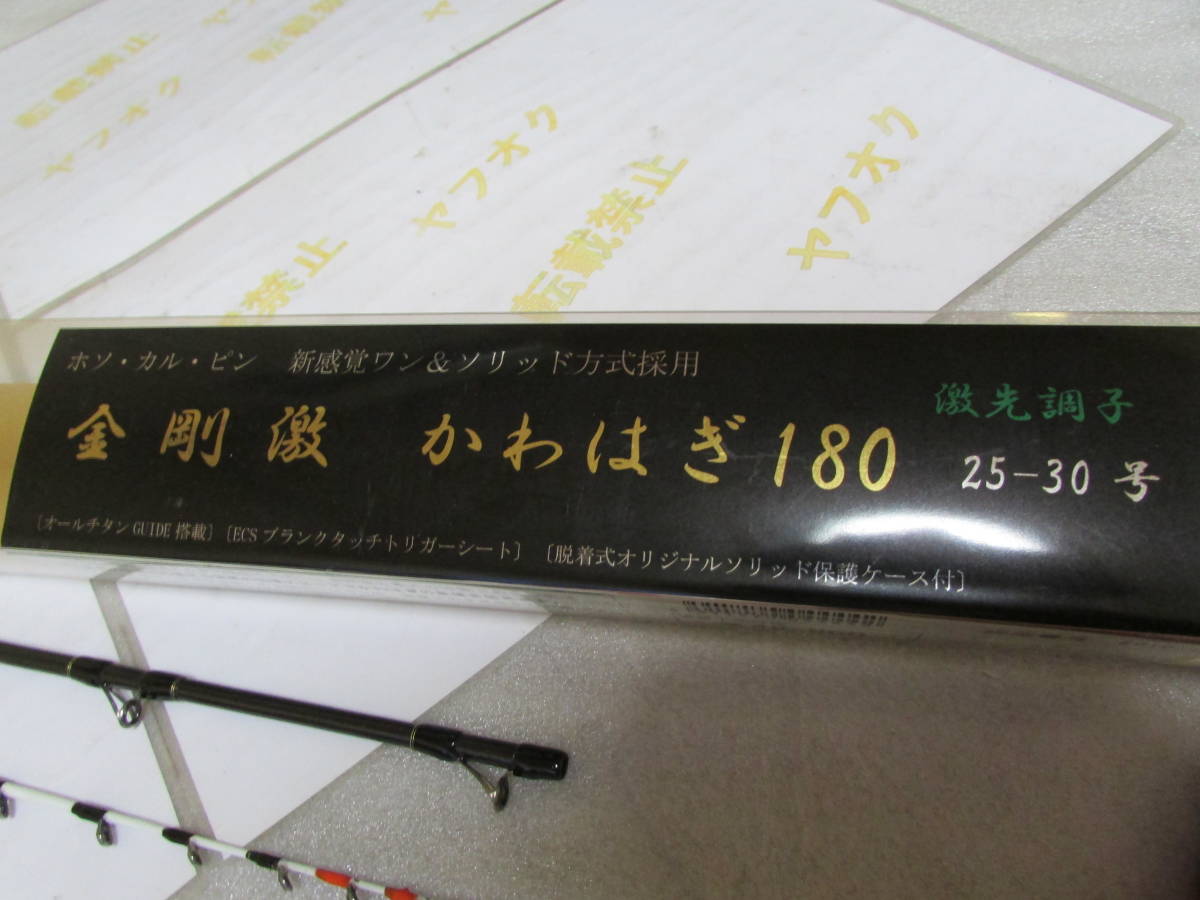 転載禁止
ヤフオク
転載禁止
ヤフオク
ヤフオク
転載禁止
ヤフオク
禁止
ホソ・カル・ピン 新感覚ワン&ソリッド方式採用
金剛激 かわはぎ180
激先調子
25-30号
〔オールチタンGUIDE搭載〕〔ECSブランクタッチトリガーシート〕〔脱着式オリジナルソリッド保護ケース付〕